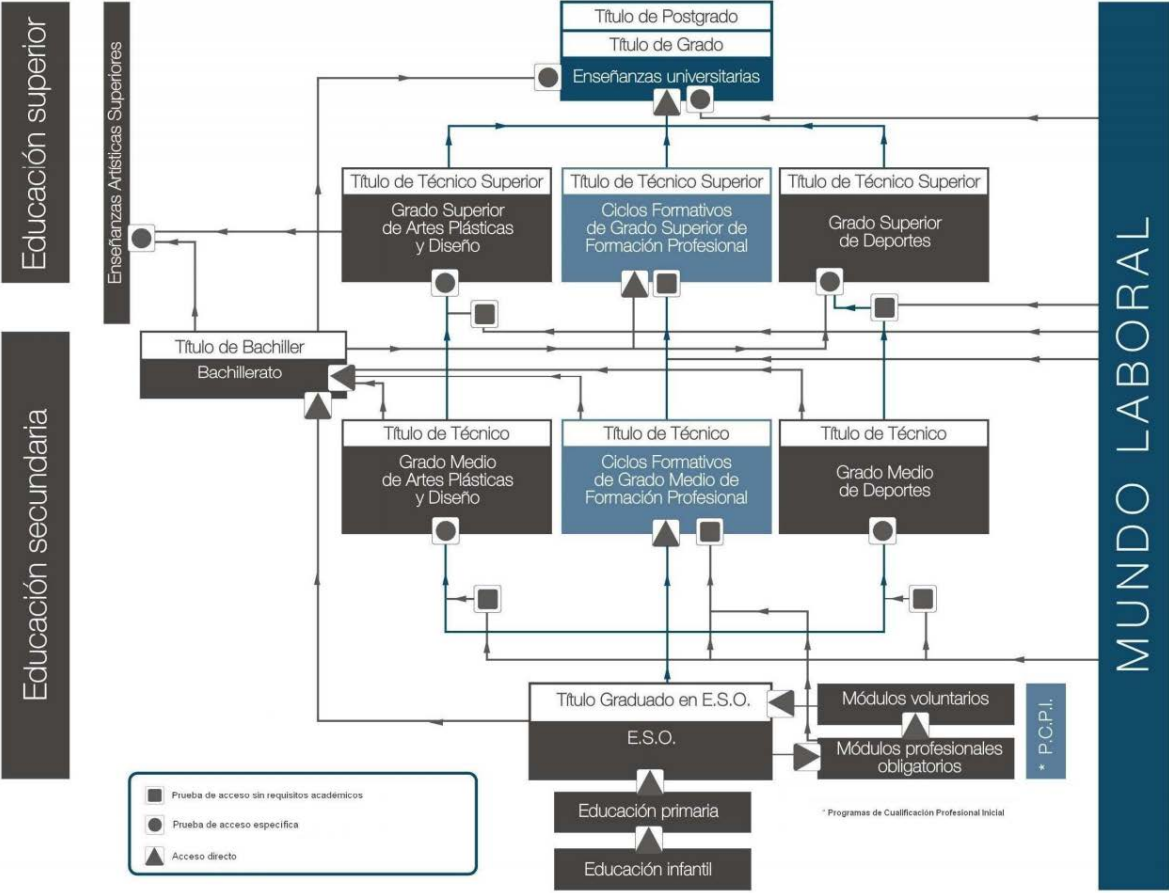 Educación superior
Enseñanzas Artísticas Superiores
Título de Postgrado
Título de Grado
Enseñanzas universitarias
Título de Técnico Superior
Grado Superior
de Artes Plásticas
y Diseño
Título de Técnico Superior
Ciclos Formativos
de Grado Superior de
Formación Profesional
Título de Técnico Superior
Grado Superior
de Deportes
MUNDO LABORAL
Educación secundaria
Título de Bachiller
Bachillerato
Título de Técnico
Grado Medio
de Artes Plásticas
y Diseño
Título de Técnico
Ciclos Formativos
de Grado Medio de
Formación Profesional
Título de Técnico
Grado Medio
de Deportes
Título Graduado en E.S.O.
E.S.O.
Módulos voluntarios
Módulos profesionales
obligatorios
* P.C.P.I.
Educación primaria
Educación infantil
Prueba de acceso sin requisitos académicos
Prueba de acceso específica
Acceso directo
* Programas de Cualificación Profesional Inicial